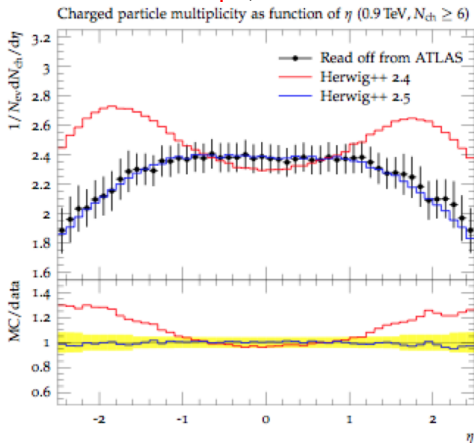 Charged particle multiplicity as function of η (0.9 TeV, N_ch ≥ 6)
1/N_ev dN_ch/dη
3.2
3
2.8
2.6
2.4
2.2
2
1.8
1.6
Read off from ATLAS
Herwig++ 2.4
Herwig++ 2.5
MC/data
1.4
1.2
1.0
0.8
0.6
-2 -1 0 1 2
η